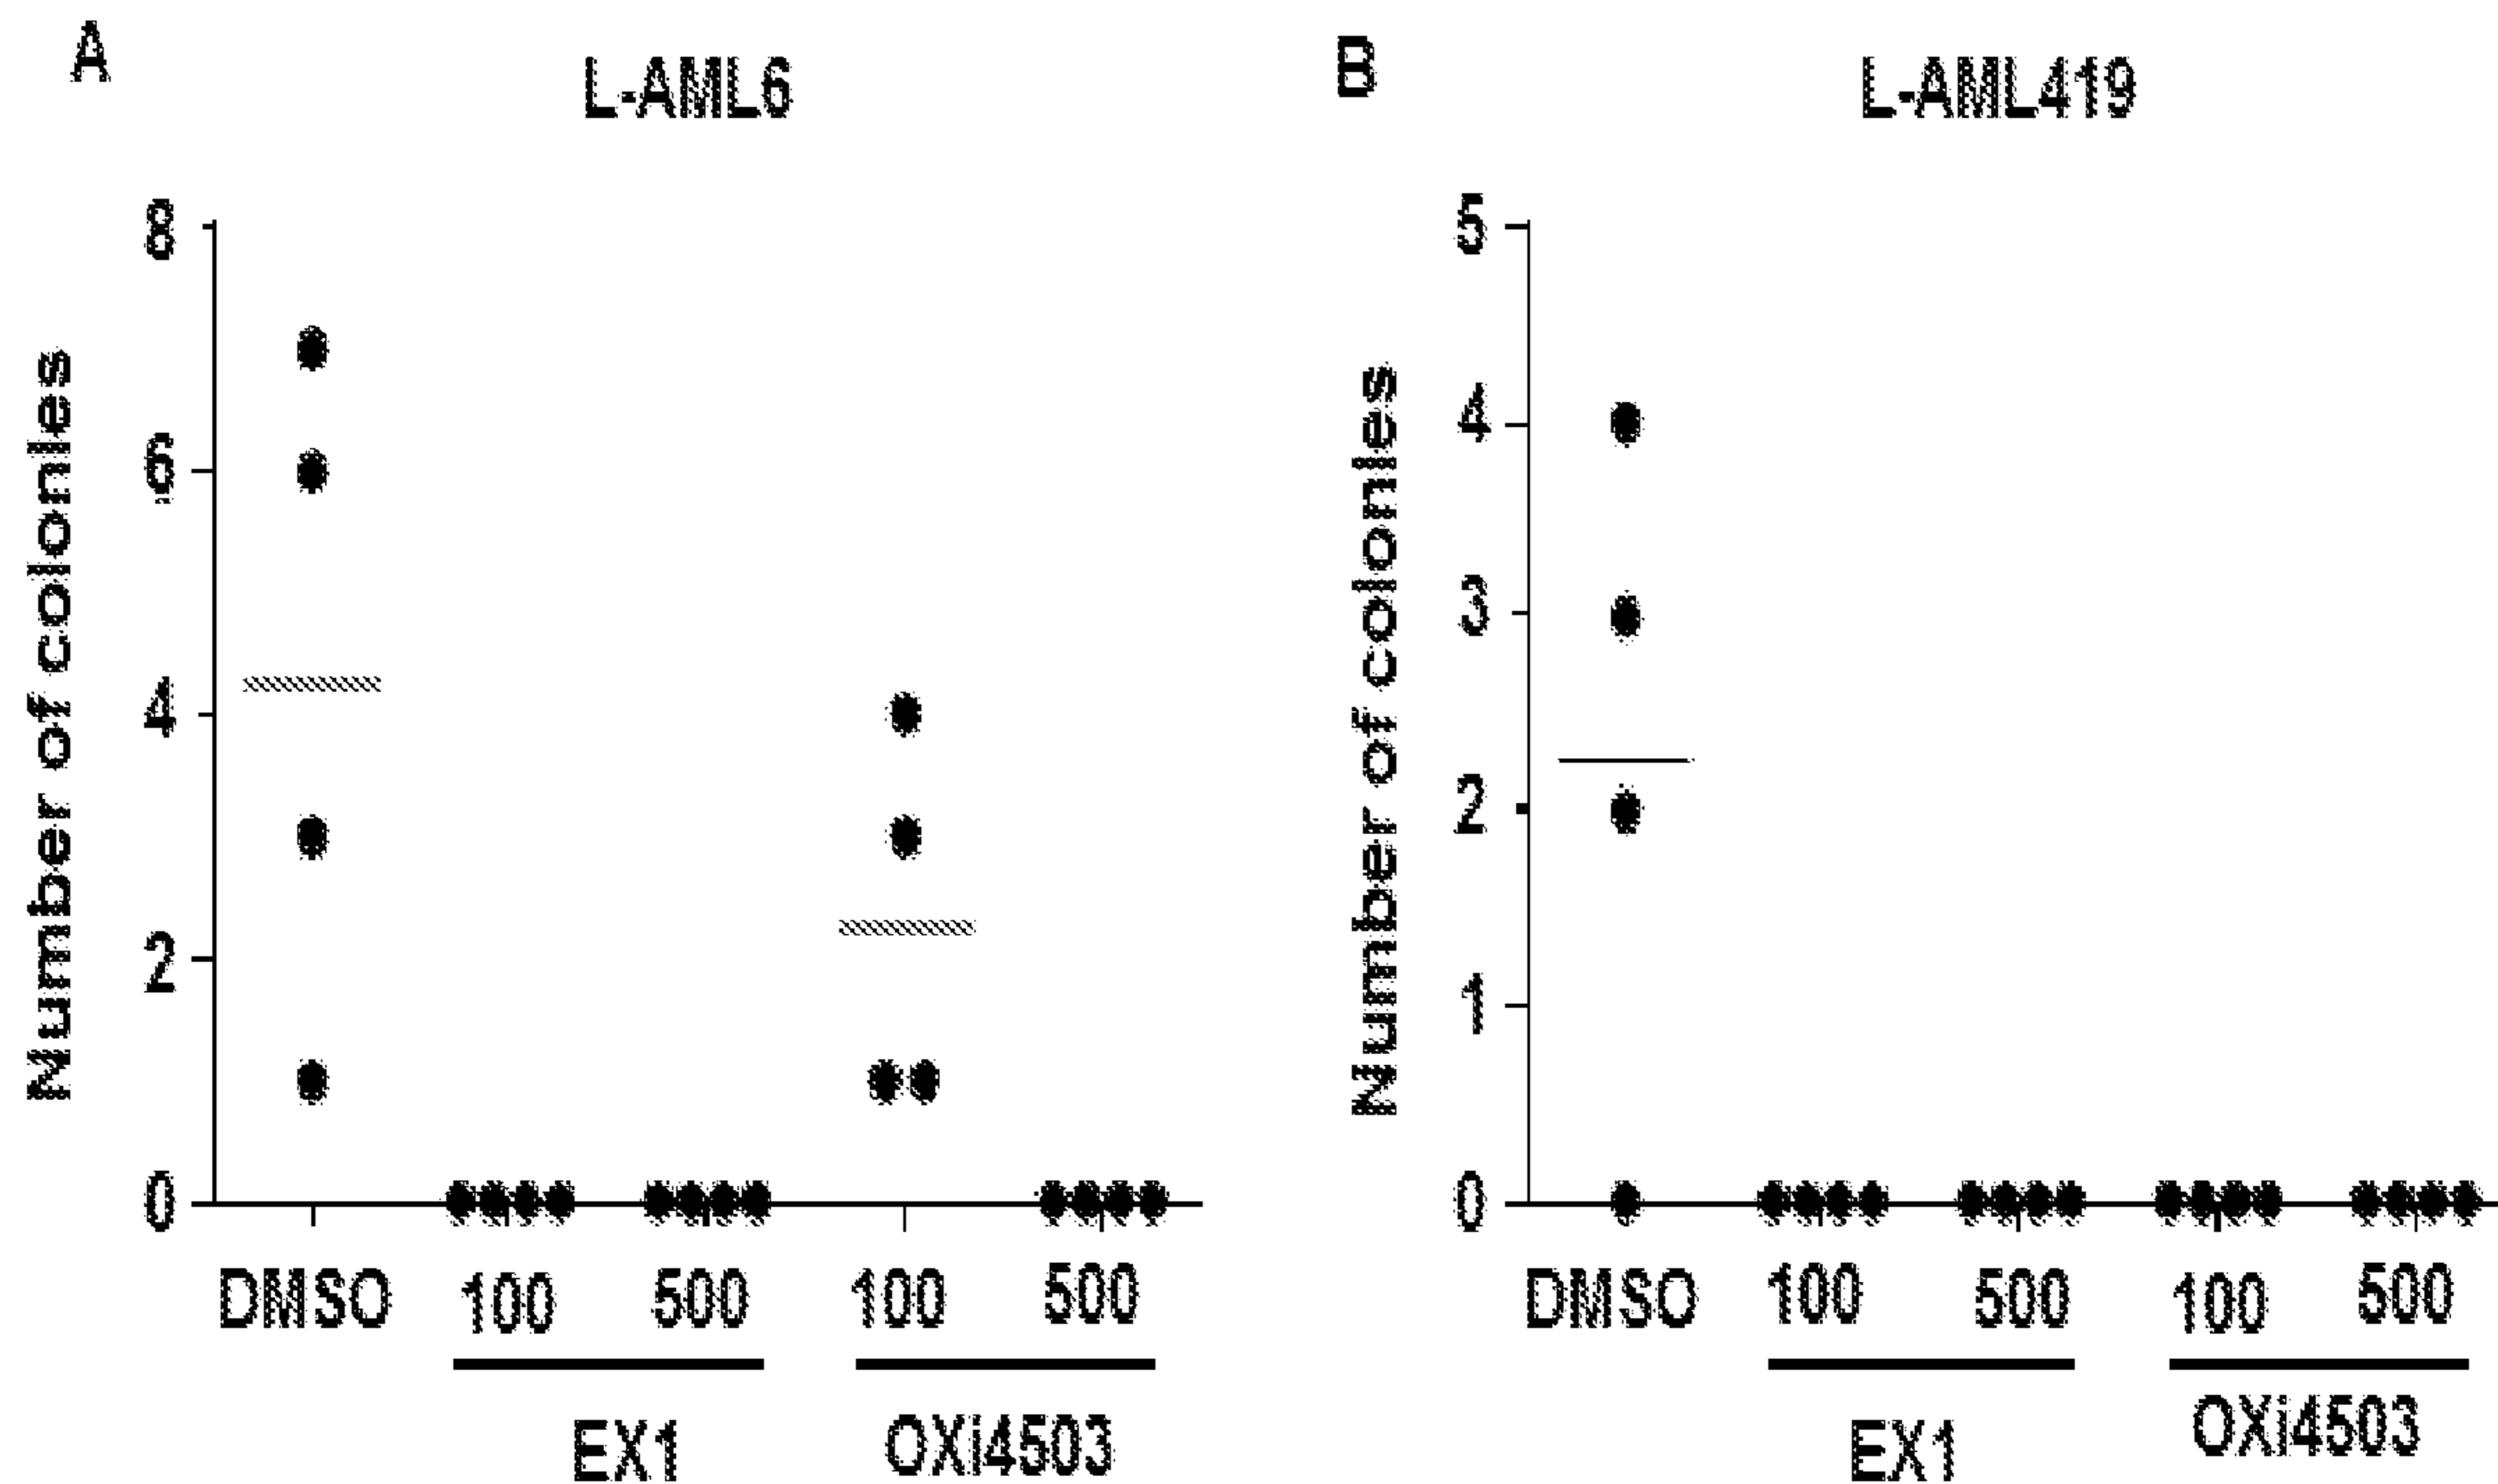 A
L-AML6
Number of colonies
8
6
4
2
0
DMSO 100 500 100 500
EX1 OXi4503
B
L-AML419
Number of colonies
5
4
3
2
1
0
DMSO 100 500 100 500
EX1 OXi4503